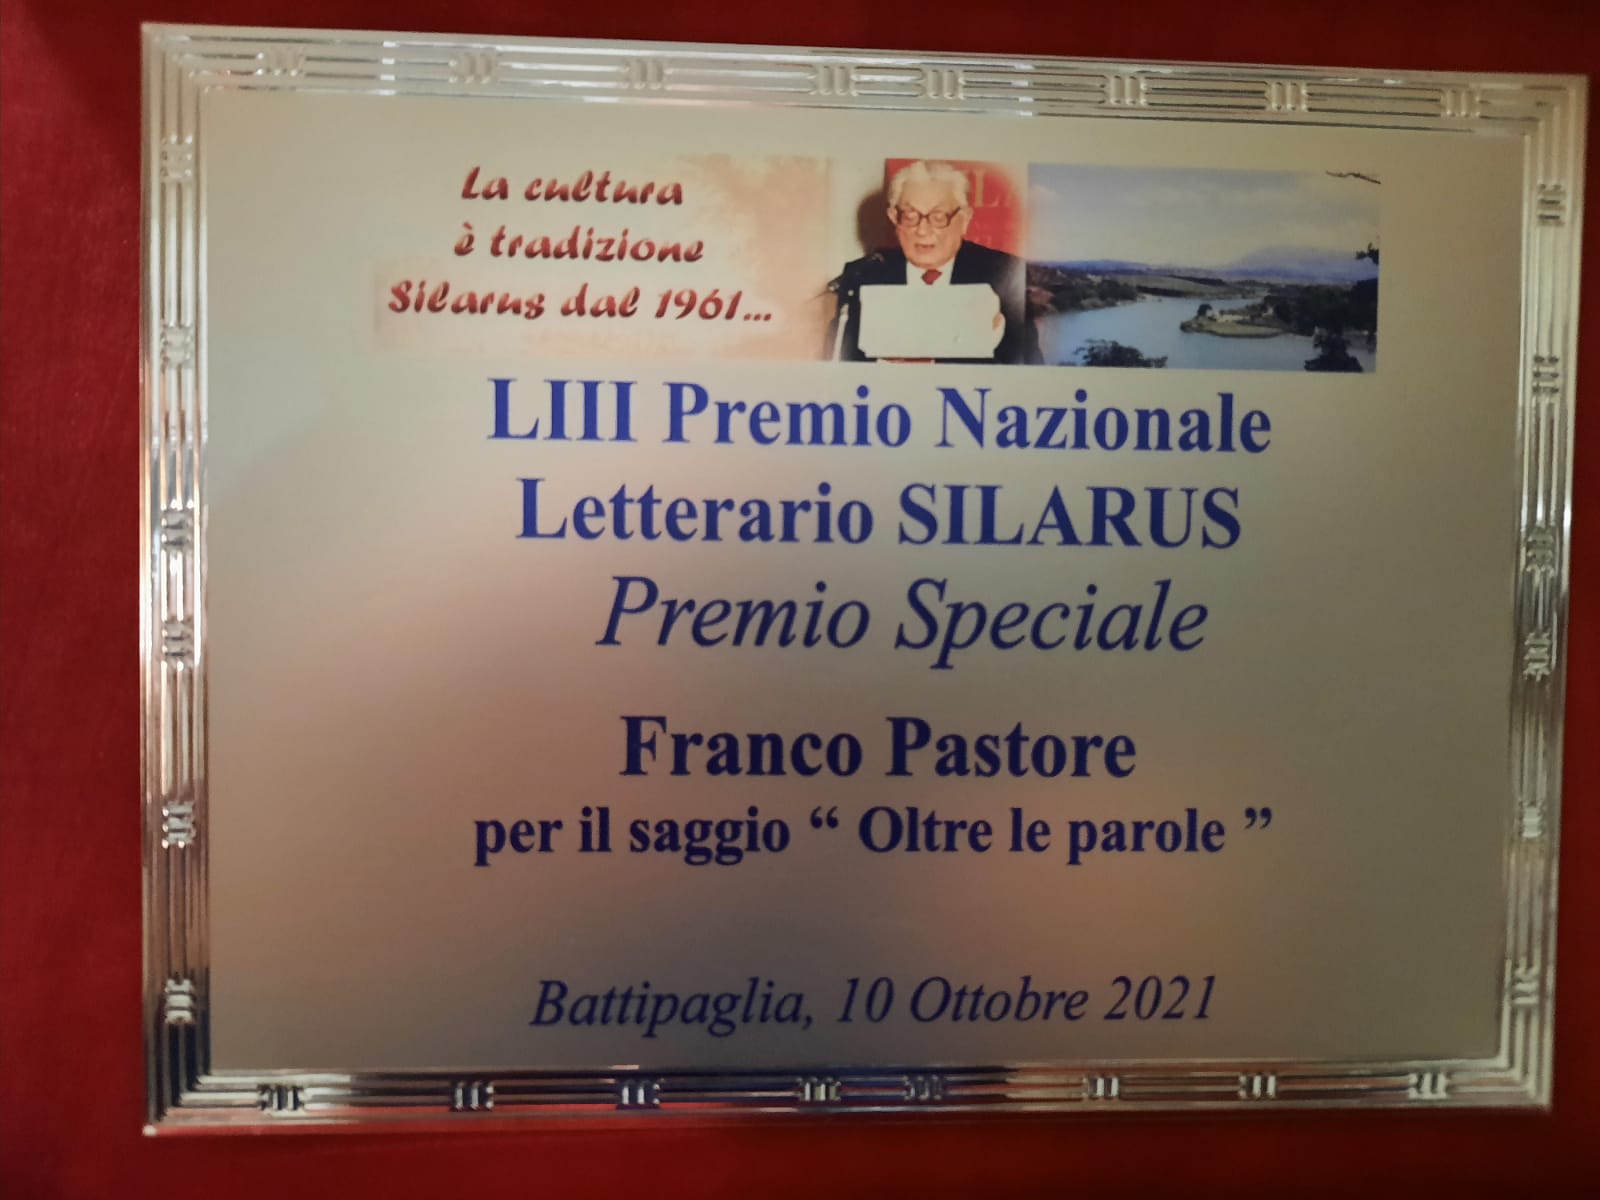 La cultura
è tradizione
Silarus dal 1961...
LIII Premio Nazionale
Letterario SILARUS
Premio Speciale
Franco Pastore
per il saggio “ Oltre le parole ”
Battipaglia, 10 Ottobre 2021